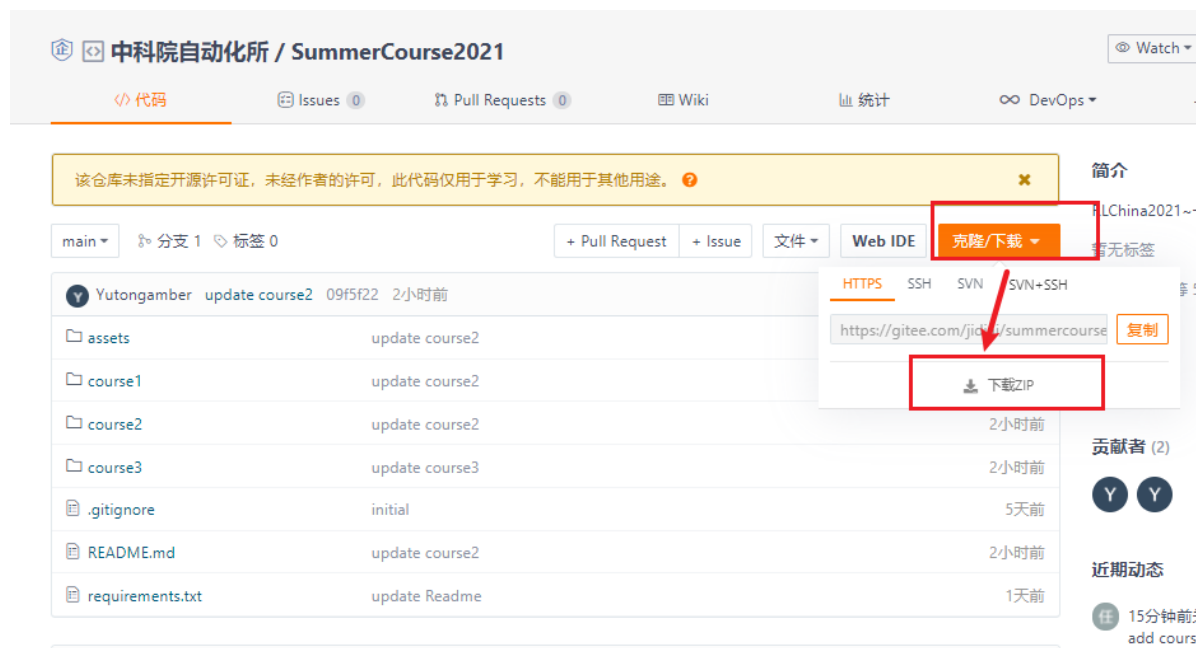 中科院自动化所 / SummerCourse2021
Watch
代码
Issues 0
Pull Requests 0
Wiki
统计
DevOps
该仓库未指定开源许可证，未经作者的许可，此代码仅用于学习，不能用于其他用途。
简介
RLChina2021~
main
分支 1
标签 0
+ Pull Request
+ Issue
文件
Web IDE
克隆/下载
暂无标签
HTTPS
SSH
SVN
SVN+SSH
等 5
Yutongamber update course2 09f5f22 2小时前
https://gitee.com/jidi/summercourse
复制
下载ZIP
assets update course2
course1 update course2
course2 update course2 2小时前
course3 update course3 2小时前
.gitignore initial 5天前
README.md update course2 2小时前
requirements.txt update Readme 1天前
贡献者 (2)
Y Y
近期动态
任 15分钟前
add cours